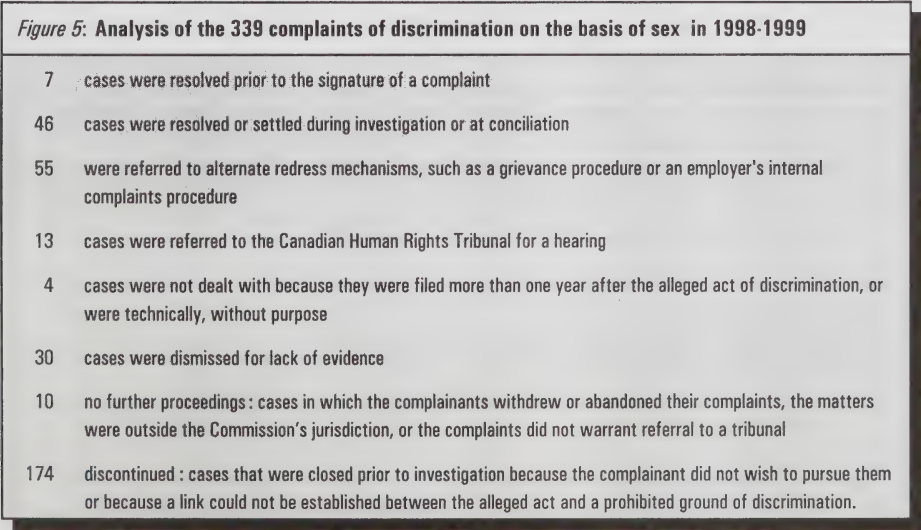 Figure 5: Analysis of the 339 complaints of discrimination on the basis of sex in 1998-1999
7 cases were resolved prior to the signature of a complaint
46 cases were resolved or settled during investigation or at conciliation
55 were referred to alternate redress mechanisms, such as a grievance procedure or an employer's internal
complaints procedure
13 cases were referred to the Canadian Human Rights Tribunal for a hearing
4 cases were not dealt with because they were filed more than one year after the alleged act of discrimination, or
were technically, without purpose
30 cases were dismissed for lack of evidence
10 no further proceedings : cases in which the complainants withdrew or abandoned their complaints, the matters
were outside the Commission's jurisdiction, or the complaints did not warrant referral to a tribunal
174 discontinued : cases that were closed prior to investigation because the complainant did not wish to pursue them
or because a link could not be established between the alleged act and a prohibited ground of discrimination.